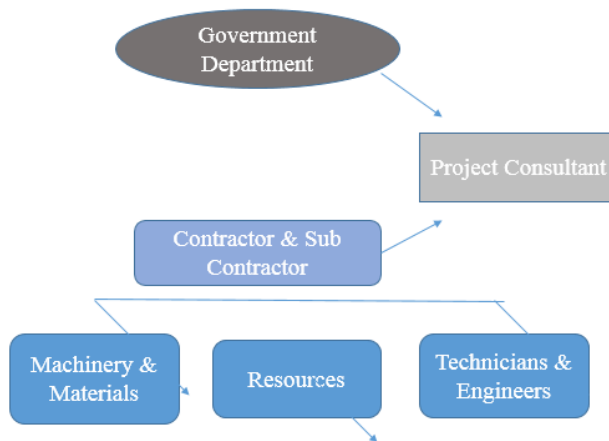 Government
Department
Project Consultant
Contractor & Sub
Contractor
Machinery &
Materials
Resources
Technicians &
Engineers